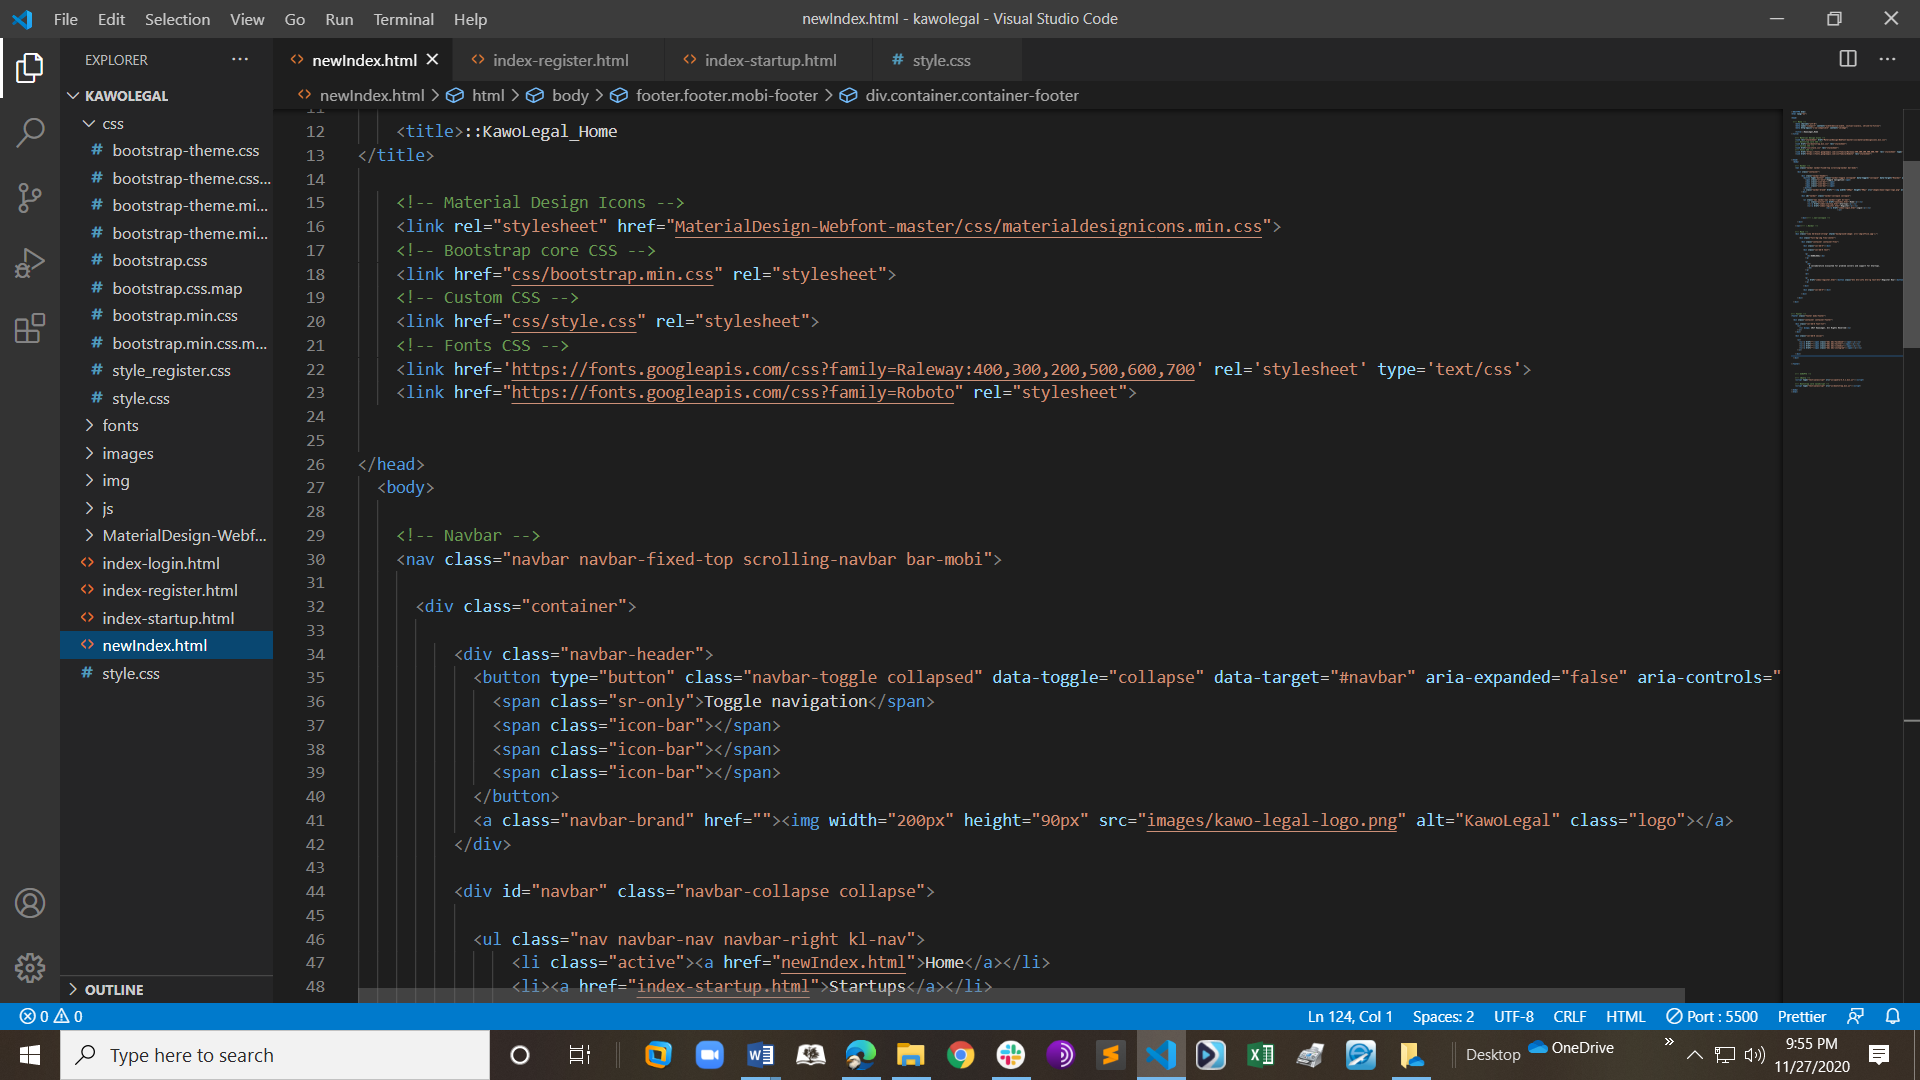 File Edit Selection View Go Run Terminal Help
newIndex.html - kawolegal - Visual Studio Code
EXPLORER
KAWOLEGAL
css
bootstrap-theme.css
bootstrap-theme.css...
bootstrap-theme.mi...
bootstrap-theme.mi...
bootstrap.css
bootstrap.css.map
bootstrap.min.css
bootstrap.min.css.m...
style_register.css
style.css
fonts
images
img
js
MaterialDesign-Webf...
index-login.html
index-register.html
index-startup.html
newIndex.html
style.css
OUTLINE
newIndex.html index-register.html index-startup.html style.css
newIndex.html > html > body > footer.footer.mobi-footer > div.container.container-footer
11
12 <title>::KawoLegal_Home
13 </title>
14
15 <!-- Material Design Icons -->
16 <link rel="stylesheet" href="MaterialDesign-Webfont-master/css/materialdesignicons.min.css">
17 <!-- Bootstrap core CSS -->
18 <link href="css/bootstrap.min.css" rel="stylesheet">
19 <!-- Custom CSS -->
20 <link href="css/style.css" rel="stylesheet">
21 <!-- Fonts CSS -->
22 <link href='https://fonts.googleapis.com/css?family=Raleway:400,300,200,500,600,700' rel='stylesheet' type='text/css'>
23 <link href="https://fonts.googleapis.com/css?family=Roboto" rel="stylesheet">
24
25
26 </head>
27 <body>
28
29 <!-- Navbar -->
30 <nav class="navbar navbar-fixed-top scrolling-navbar bar-mobi">
31
32 <div class="container">
33
34 <div class="navbar-header">
35 <button type="button" class="navbar-toggle collapsed" data-toggle="collapse" data-target="#navbar" aria-expanded="false" aria-controls="
36 <span class="sr-only">Toggle navigation</span>
37 <span class="icon-bar"></span>
38 <span class="icon-bar"></span>
39 <span class="icon-bar"></span>
40 </button>
41 <a class="navbar-brand" href=""><img width="200px" height="90px" src="images/kawo-legal-logo.png" alt="KawoLegal" class="logo"></a>
42 </div>
43
44 <div id="navbar" class="navbar-collapse collapse">
45
46 <ul class="nav navbar-nav navbar-right kl-nav">
47 <li class="active"><a href="newIndex.html">Home</a></li>
48 <li><a href="index-startup.html">Startups</a></li>
0 0 Ln 124, Col 1 Spaces: 2 UTF-8 CRLF HTML Port : 5500 Prettier
Type here to search
Desktop OneDrive
9:55 PM
11/27/2020